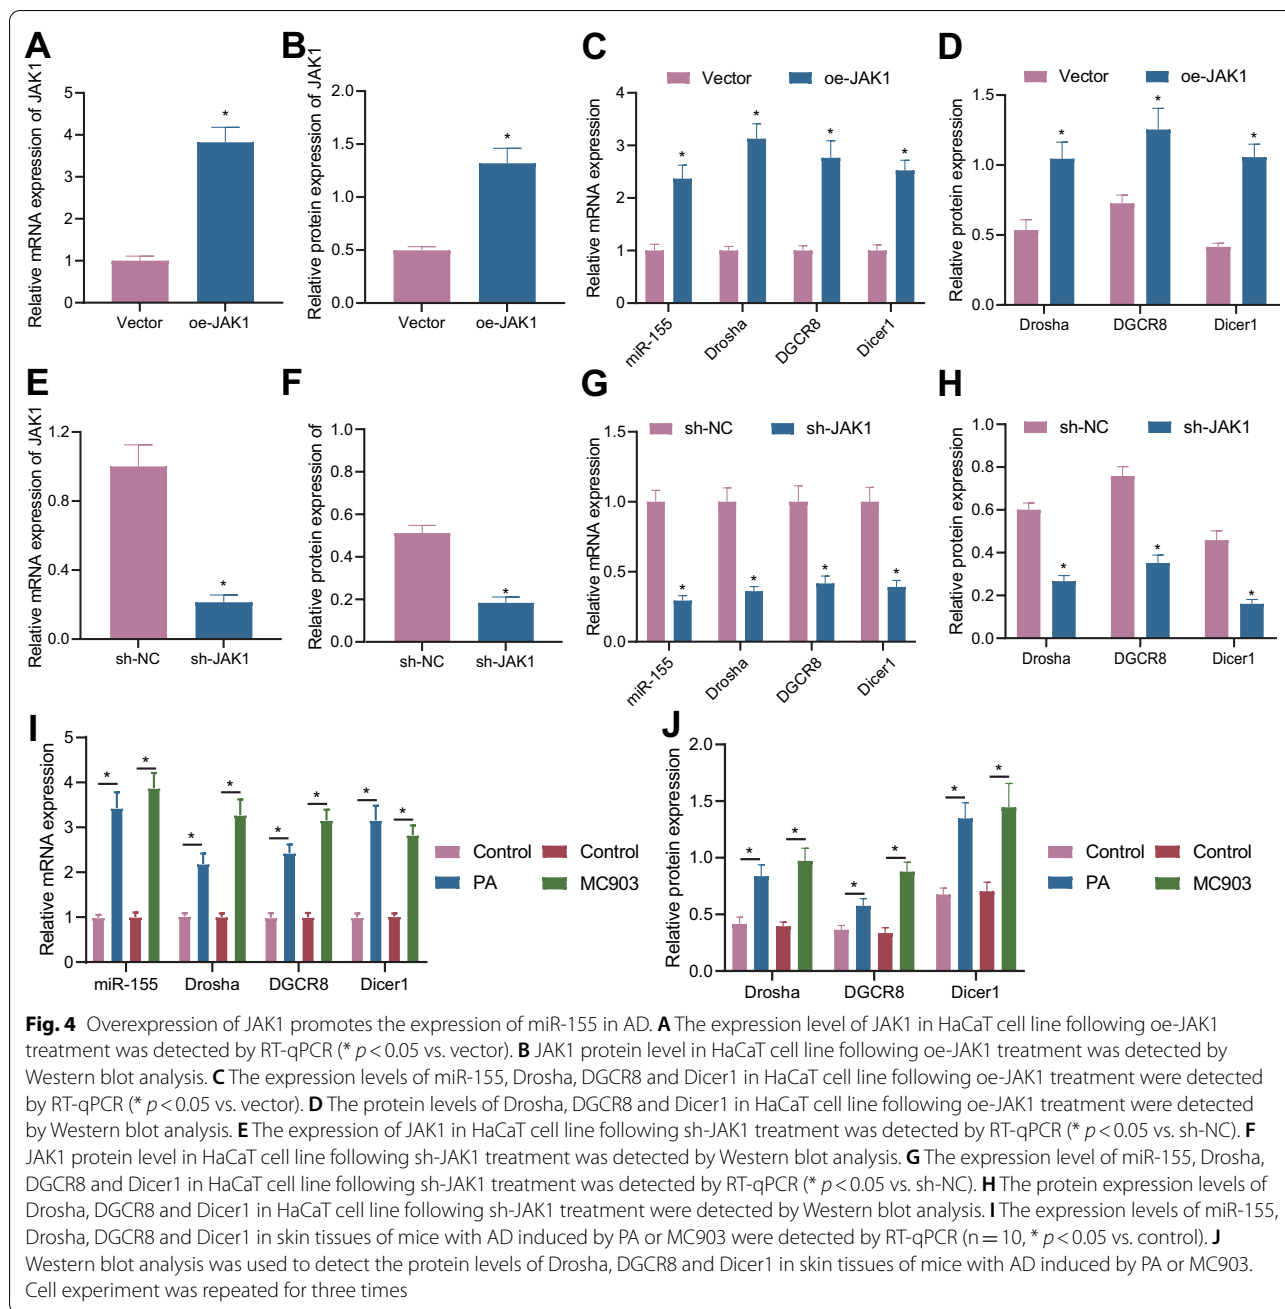 A
Relative mRNA expression of JAK1
5
4
3
2
1
0
*
Vector
oe-JAK1
B
Relative protein expression of JAK1
2.0
1.5
1.0
0.5
0.0
*
Vector
oe-JAK1
C
Vector
oe-JAK1
Relative mRNA expression
4
3
2
1
0
*
*
*
*
miR-155
Drosha
DGCR8
Dicer1
D
Vector
oe-JAK1
Relative protein expression
1.5
1.0
0.5
0.0
*
*
*
Drosha
DGCR8
Dicer1
E
Relative mRNA expression of JAK1
1.2
0.8
0.4
0.0
*
sh-NC
sh-JAK1
F
Relative protein expression of
1.0
0.8
0.6
0.4
0.2
0.0
*
sh-NC
sh-JAK1
G
sh-NC
sh-JAK1
Relative mRNA expression
1.5
1.0
0.5
0.0
*
*
*
*
miR-155
Drosha
DGCR8
Dicer1
H
sh-NC
sh-JAK1
Relative protein expression
1.0
0.8
0.6
0.4
0.2
0.0
*
*
*
Drosha
DGCR8
Dicer1
I
Relative mRNA expression
5
4
3
2
1
0
*
*
*
*
*
*
*
*
miR-155
Drosha
DGCR8
Dicer1
Control
Control
PA
MC903
J
Relative protein expression
2.0
1.5
1.0
0.5
0.0
*
*
*
*
*
*
Drosha
DGCR8
Dicer1
Control
Control
PA
MC903
Fig. 4 Overexpression of JAK1 promotes the expression of miR-155 in AD. A The expression level of JAK1 in HaCaT cell line following oe-JAK1
treatment was detected by RT-qPCR (* p < 0.05 vs. vector). B JAK1 protein level in HaCaT cell line following oe-JAK1 treatment was detected by
Western blot analysis. C The expression levels of miR-155, Drosha, DGCR8 and Dicer1 in HaCaT cell line following oe-JAK1 treatment were detected
by RT-qPCR (* p < 0.05 vs. vector). D The protein levels of Drosha, DGCR8 and Dicer1 in HaCaT cell line following oe-JAK1 treatment were detected
by Western blot analysis. E The expression of JAK1 in HaCaT cell line following sh-JAK1 treatment was detected by RT-qPCR (* p < 0.05 vs. sh-NC). F
JAK1 protein level in HaCaT cell line following sh-JAK1 treatment was detected by Western blot analysis. G The expression level of miR-155, Drosha,
DGCR8 and Dicer1 in HaCaT cell line following sh-JAK1 treatment was detected by RT-qPCR (* p < 0.05 vs. sh-NC). H The protein expression levels of
Drosha, DGCR8 and Dicer1 in HaCaT cell line following sh-JAK1 treatment were detected by Western blot analysis. I The expression levels of miR-155,
Drosha, DGCR8 and Dicer1 in skin tissues of mice with AD induced by PA or MC903 were detected by RT-qPCR (n = 10, * p < 0.05 vs. control). J
Western blot analysis was used to detect the protein levels of Drosha, DGCR8 and Dicer1 in skin tissues of mice with AD induced by PA or MC903.
Cell experiment was repeated for three times